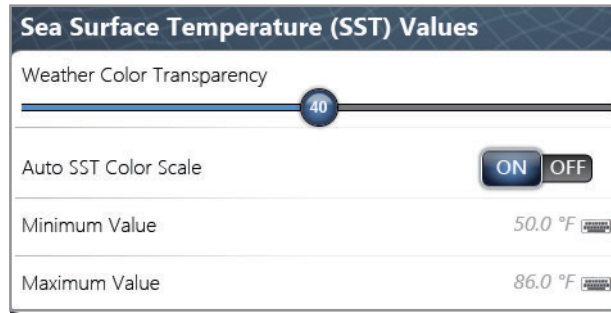 Sea Surface Temperature (SST) Values
Weather Color Transparency
40
Auto SST Color Scale ON OFF
Minimum Value 50.0 °F
Maximum Value 86.0 °F